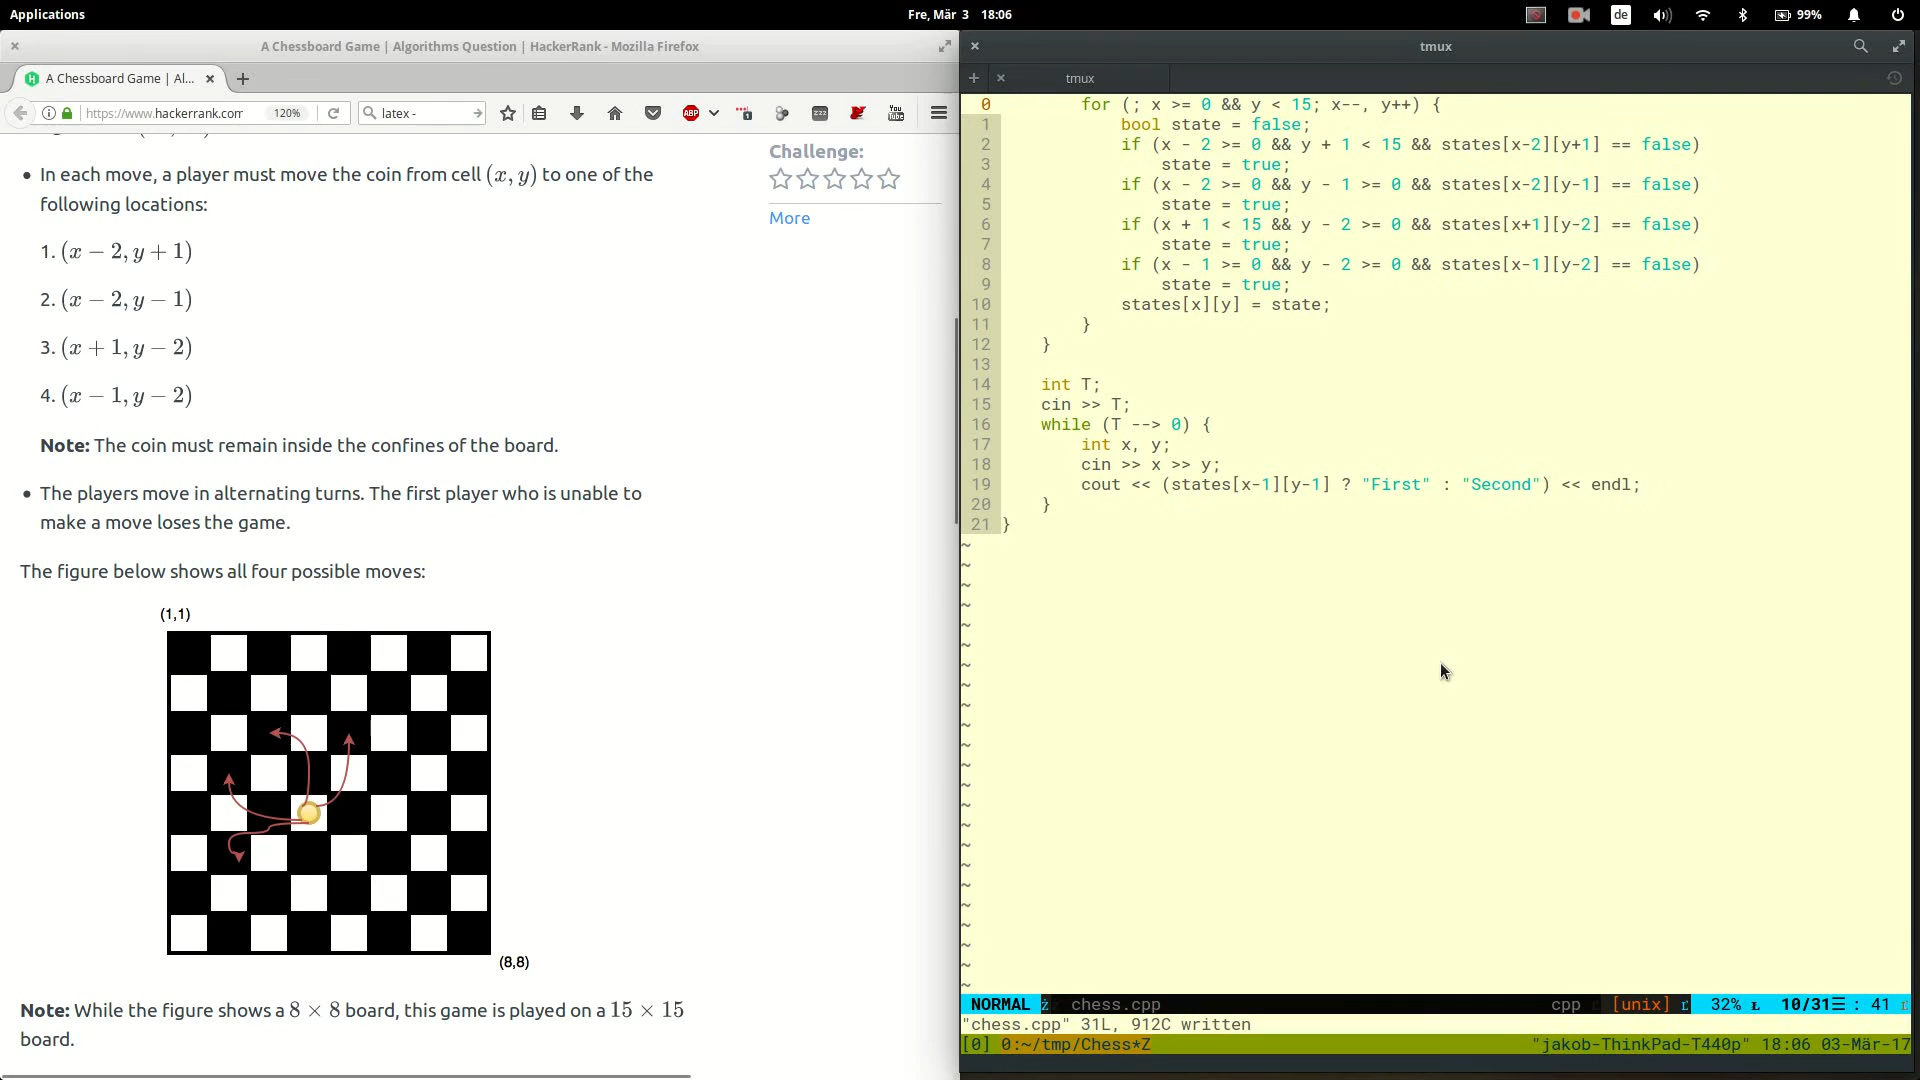 Applications
Fre, Mär 3 18:06
de
99%
A Chessboard Game | Algorithms Question | HackerRank - Mozilla Firefox
A Chessboard Game | Al...
https://www.hackerrank.com
120%
latex -
In each move, a player must move the coin from cell (x, y) to one of the
following locations:
1. (x − 2, y + 1)
2. (x − 2, y − 1)
3. (x + 1, y − 2)
4. (x − 1, y − 2)
Note: The coin must remain inside the confines of the board.
The players move in alternating turns. The first player who is unable to
make a move loses the game.
The figure below shows all four possible moves:
(1,1)
(8,8)
Note: While the figure shows a 8 × 8 board, this game is played on a 15 × 15
board.
Challenge:
More
tmux
tmux
0 for (; x >= 0 && y < 15; x--, y++) {
1 bool state = false;
2 if (x - 2 >= 0 && y + 1 < 15 && states[x-2][y+1] == false)
3 state = true;
4 if (x - 2 >= 0 && y - 1 >= 0 && states[x-2][y-1] == false)
5 state = true;
6 if (x + 1 < 15 && y - 2 >= 0 && states[x+1][y-2] == false)
7 state = true;
8 if (x - 1 >= 0 && y - 2 >= 0 && states[x-1][y-2] == false)
9 state = true;
10 states[x][y] = state;
11 }
12 }
13
14 int T;
15 cin >> T;
16 while (T --> 0) {
17 int x, y;
18 cin >> x >> y;
19 cout << (states[x-1][y-1] ? "First" : "Second") << endl;
20 }
21 }
NORMAL chess.cpp cpp [unix] 32% 10/31 : 41
"chess.cpp" 31L, 912C written
[0] 0:~/tmp/Chess*Z "jakob-ThinkPad-T440p" 18:06 03-Mär-17